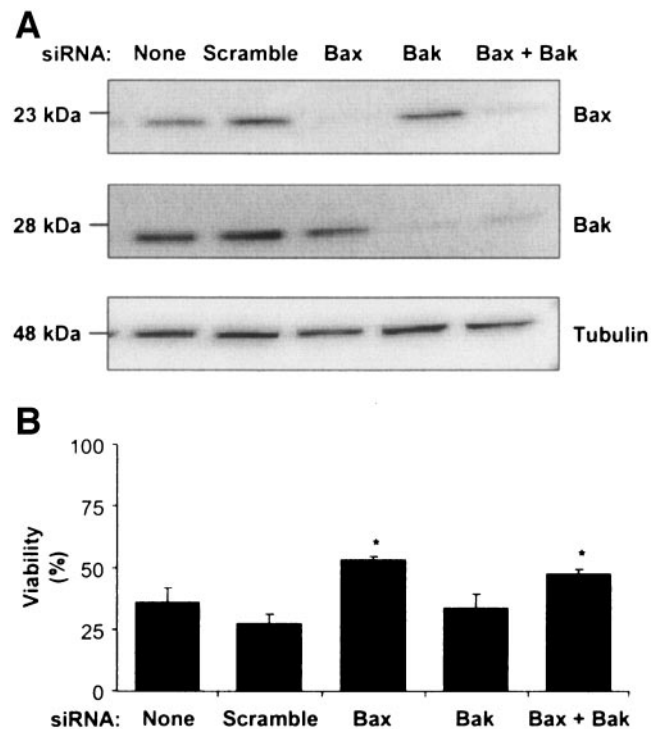 A
siRNA: None Scramble Bax Bak Bax + Bak
23 kDa Bax
28 kDa Bak
48 kDa Tubulin
B
100
75
50
25
0
Viability
(%)
* *
siRNA: None Scramble Bax Bak Bax + Bak